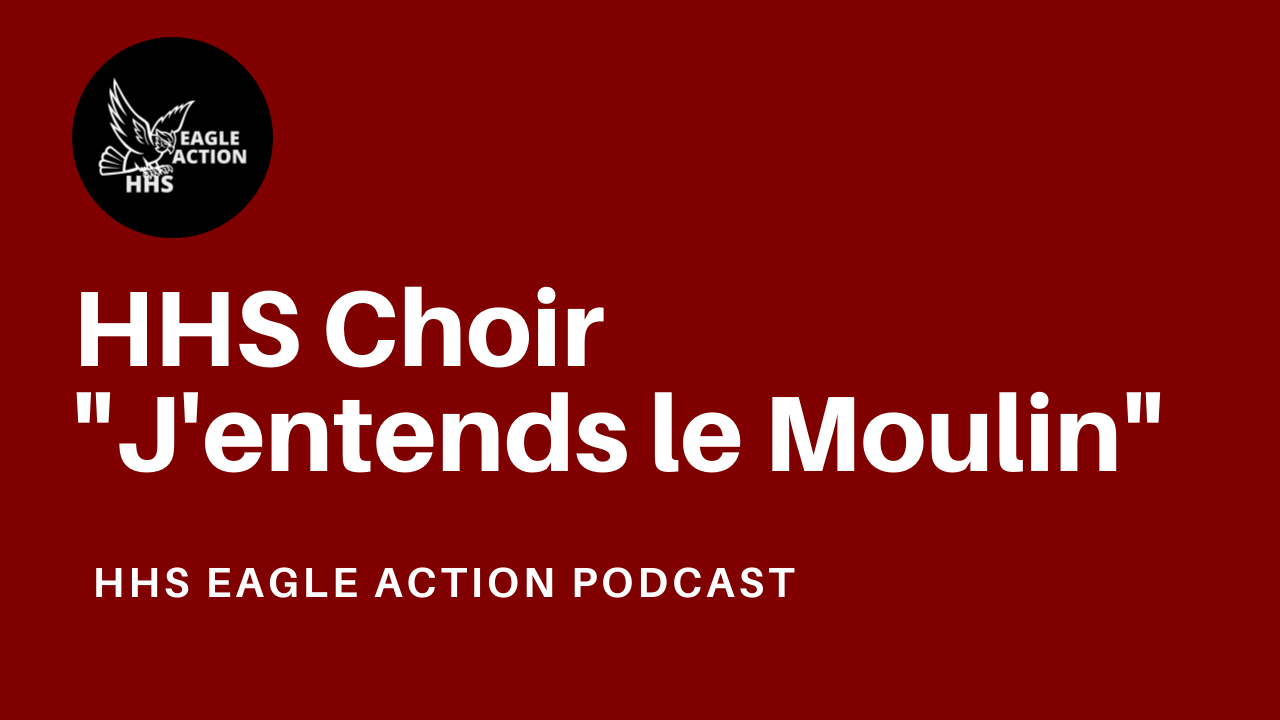 EAGLE
ACTION
HHS
HHS Choir
"J'entends le Moulin"
HHS EAGLE ACTION PODCAST